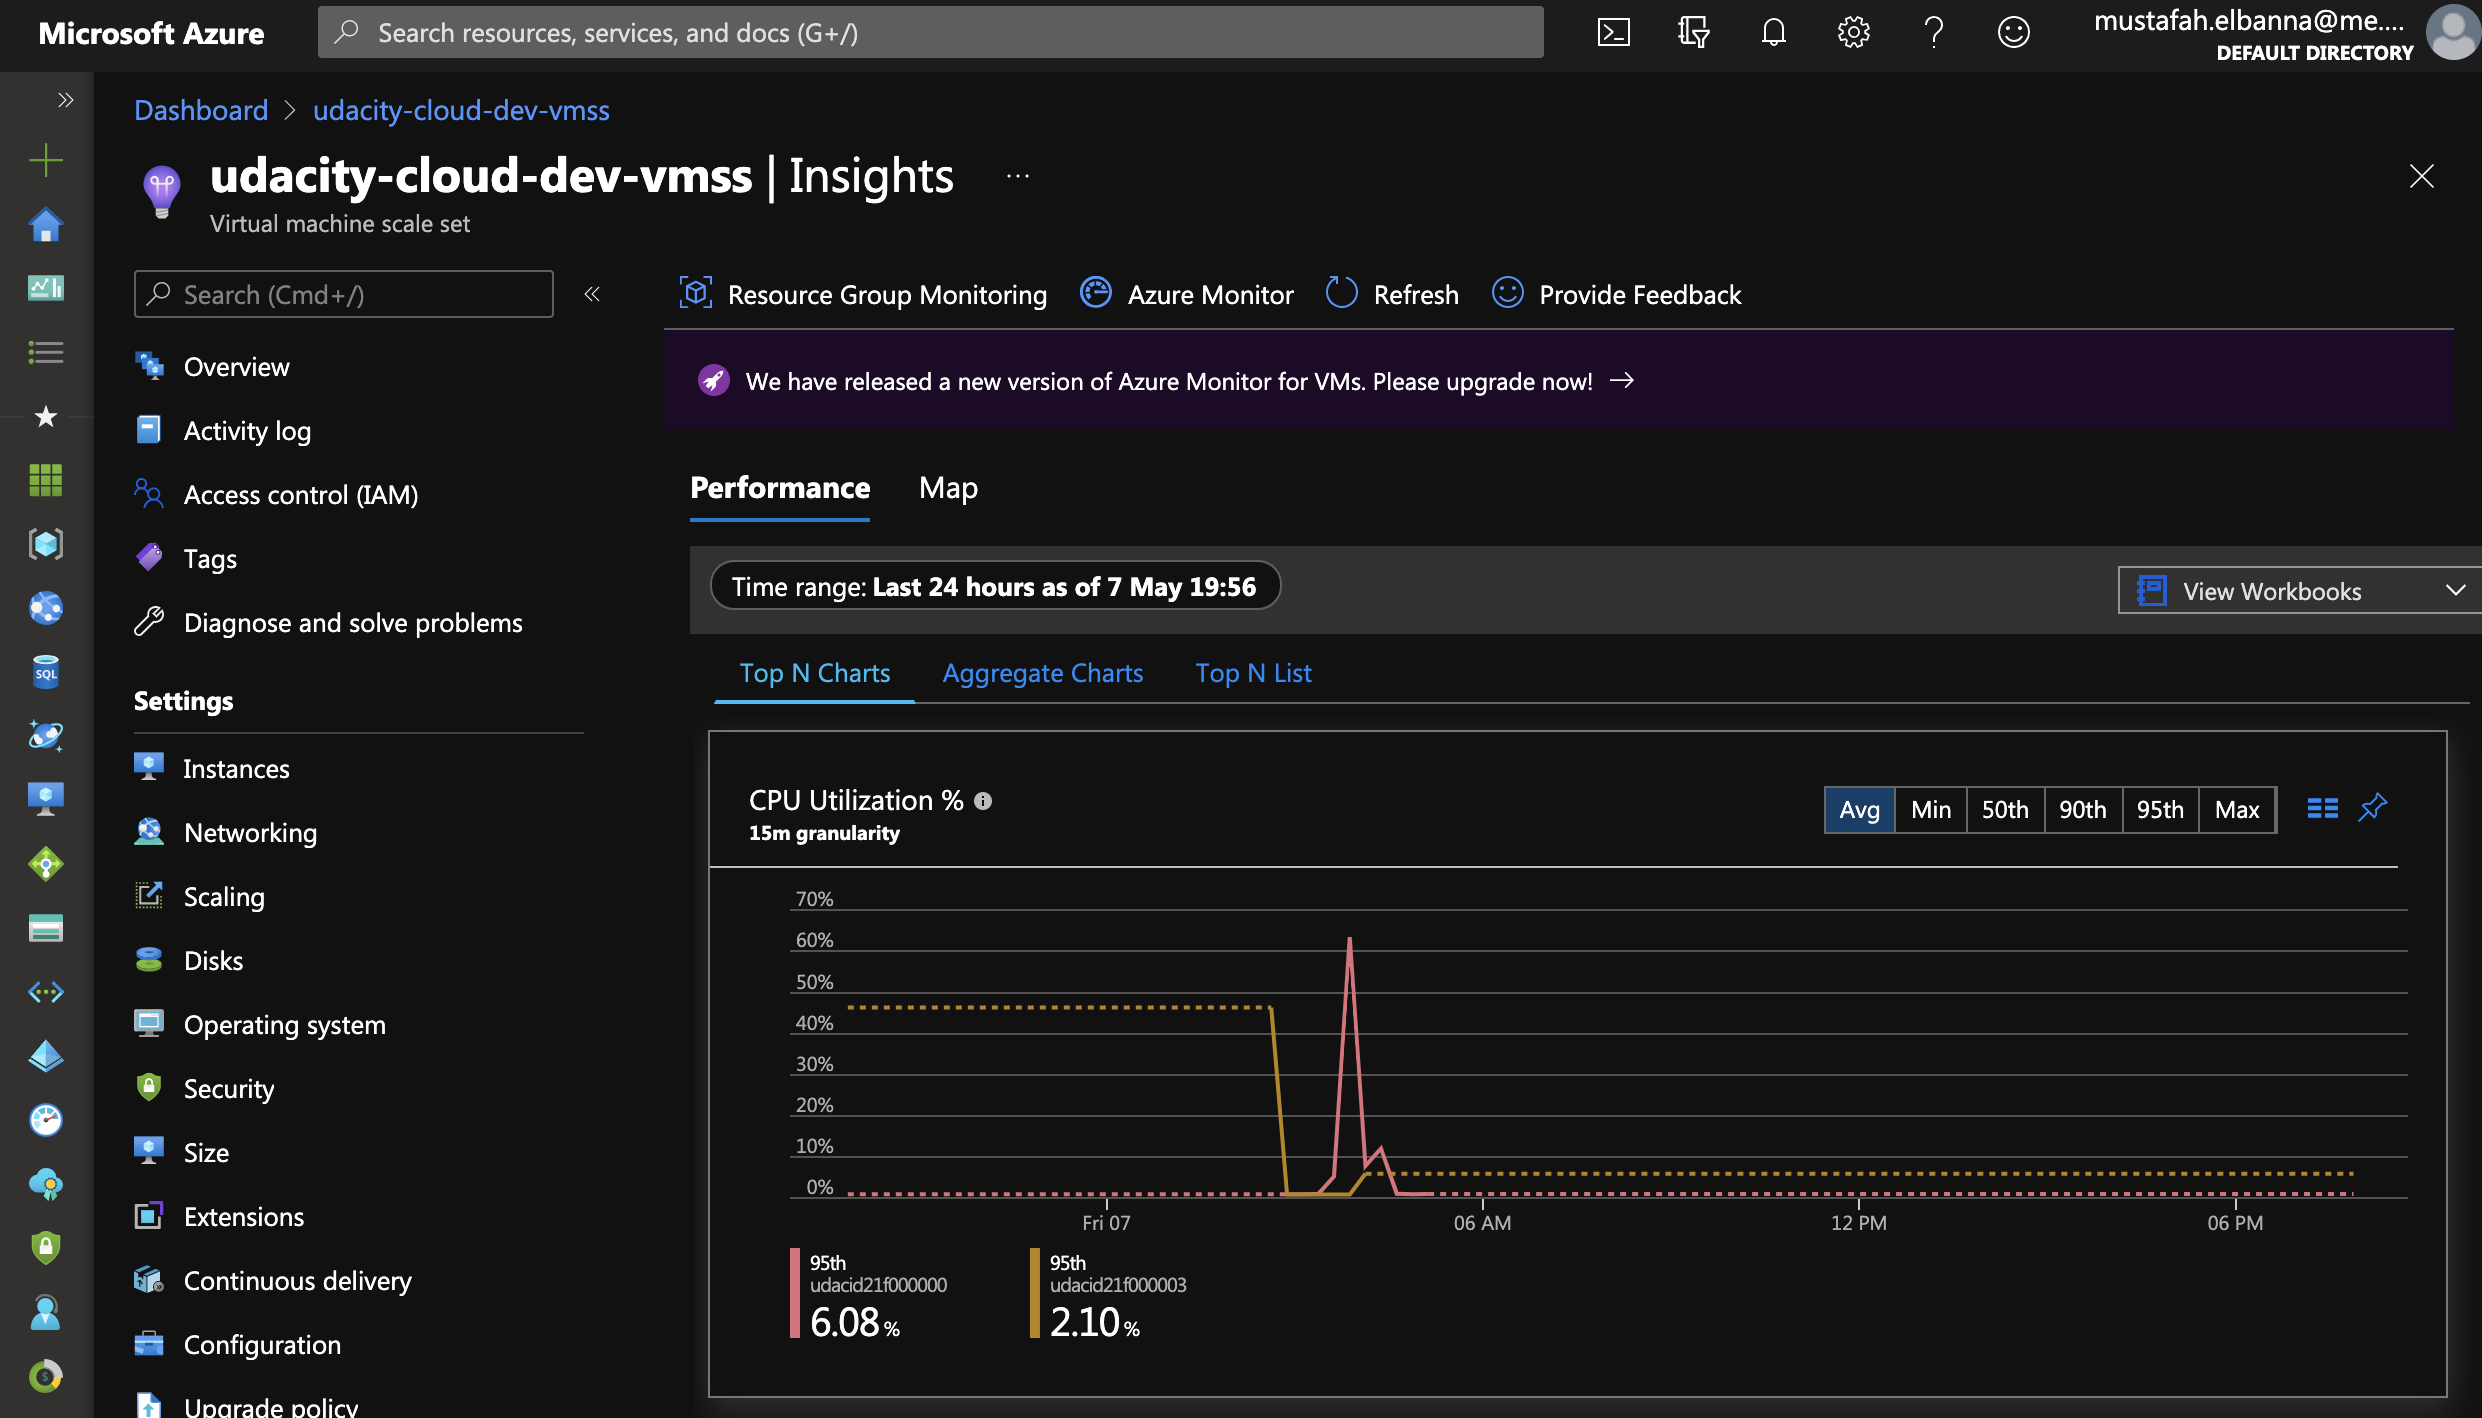 Microsoft Azure
Search resources, services, and docs (G+/)
mustafah.elbanna@me....
DEFAULT DIRECTORY
Dashboard > udacity-cloud-dev-vmss
udacity-cloud-dev-vmss | Insights ...
Virtual machine scale set
Search (Cmd+/)
Overview
Activity log
Access control (IAM)
Tags
Diagnose and solve problems
Settings
Instances
Networking
Scaling
Disks
Operating system
Security
Size
Extensions
Continuous delivery
Configuration
Upgrade policy
SQL
Resource Group Monitoring
Azure Monitor
Refresh
Provide Feedback
We have released a new version of Azure Monitor for VMs. Please upgrade now! →
Performance
Map
Time range: Last 24 hours as of 7 May 19:56
View Workbooks
Top N Charts
Aggregate Charts
Top N List
CPU Utilization %
15m granularity
Avg
Min
50th
90th
95th
Max
70%
60%
50%
40%
30%
20%
10%
0%
Fri 07
06 AM
12 PM
06 PM
95th
udacid21f000000
6.08 %
95th
udacid21f000003
2.10 %